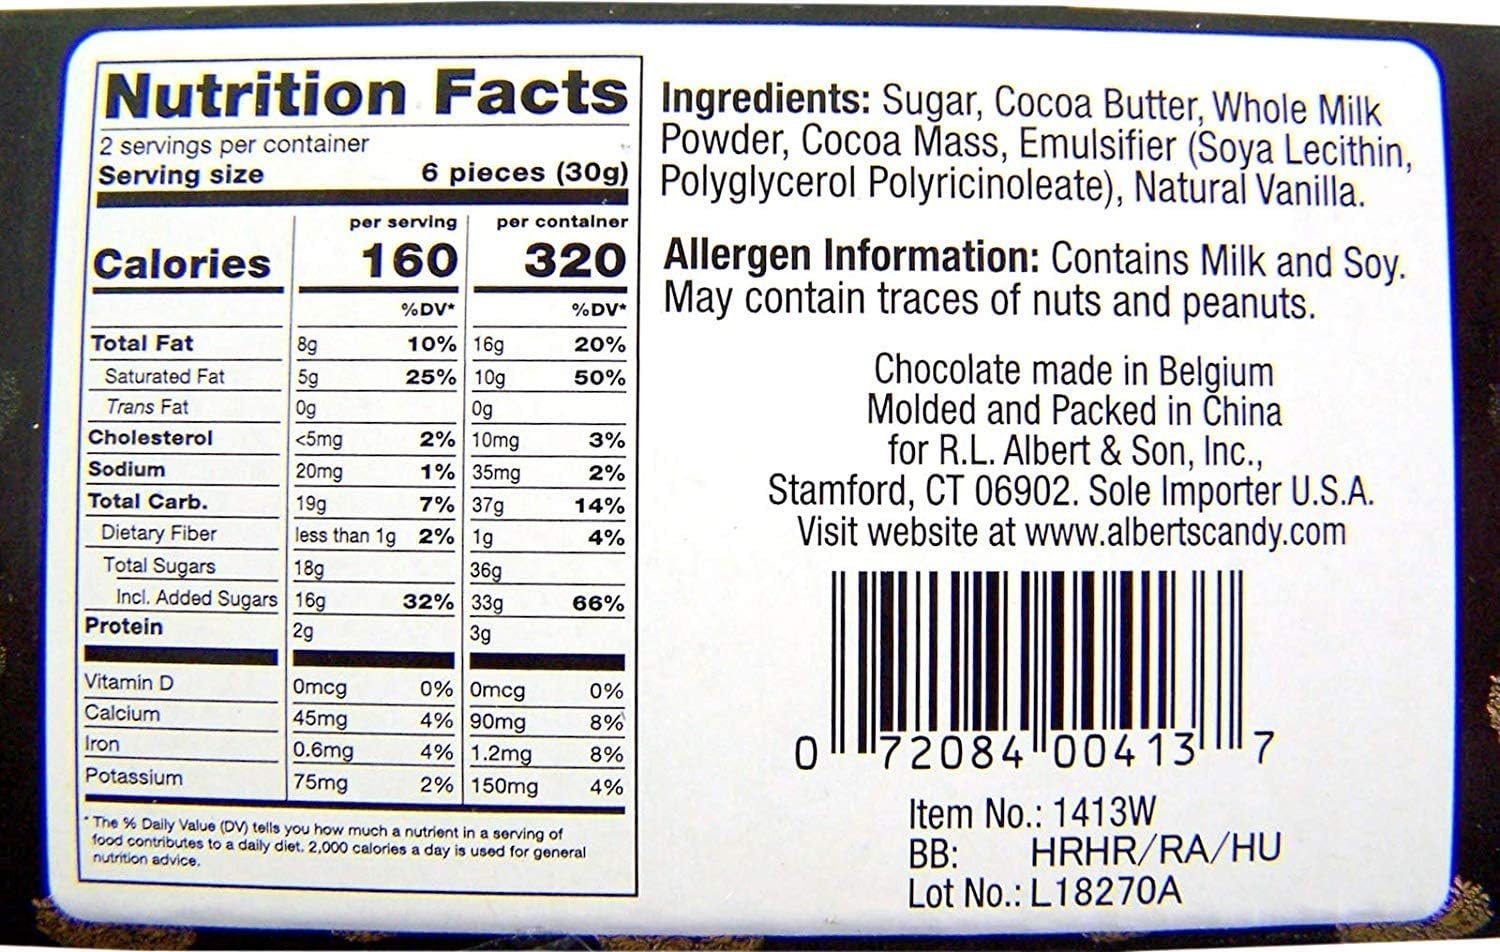 Nutrition Facts
2 servings per container
Serving size 6 pieces (30g)
per serving per container
Calories 160 320
%DV* %DV*
Total Fat 8g 10% 16g 20%
Saturated Fat 5g 25% 10g 50%
Trans Fat 0g 0g
Cholesterol <5mg 2% 10mg 3%
Sodium 20mg 1% 35mg 2%
Total Carb. 19g 7% 37g 14%
Dietary Fiber less than 1g 2% 1g 4%
Total Sugars 18g 36g
Incl. Added Sugars 16g 32% 33g 66%
Protein 2g 3g
Vitamin D 0mcg 0% 0mcg 0%
Calcium 45mg 4% 90mg 8%
Iron 0.6mg 4% 1.2mg 8%
Potassium 75mg 2% 150mg 4%
* The % Daily Value (DV) tells you how much a nutrient in a serving of
food contributes to a daily diet. 2,000 calories a day is used for general
nutrition advice.
Ingredients: Sugar, Cocoa Butter, Whole Milk
Powder, Cocoa Mass, Emulsifier (Soya Lecithin,
Polyglycerol Polyricinoleate), Natural Vanilla.
Allergen Information: Contains Milk and Soy.
May contain traces of nuts and peanuts.
Chocolate made in Belgium
Molded and Packed in China
for R.L. Albert & Son, Inc.,
Stamford, CT 06902. Sole Importer U.S.A.
Visit website at www.albertscandy.com
0 72084 00413 7
Item No.: 1413W
BB: HRHR/RA/HU
Lot No.: L18270A